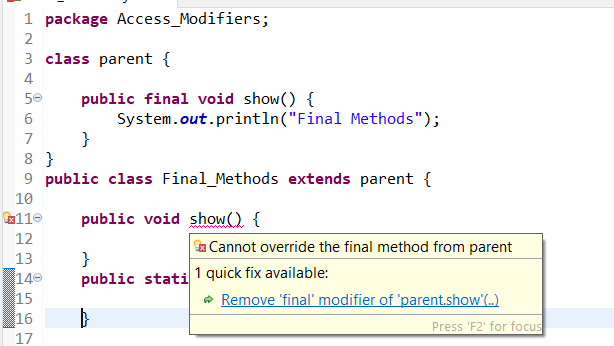 1 package Access_Modifiers;
2
3 class parent {
4
5 public final void show() {
6 System.out.println("Final Methods");
7 }
8 }
9 public class Final_Methods extends parent {
10
11 public void show() {
12
Cannot override the final method from parent
13 }
1 quick fix available:
14 public stati
15
Remove 'final' modifier of 'parent.show'(..)
16 }
Press 'F2' for focus
17